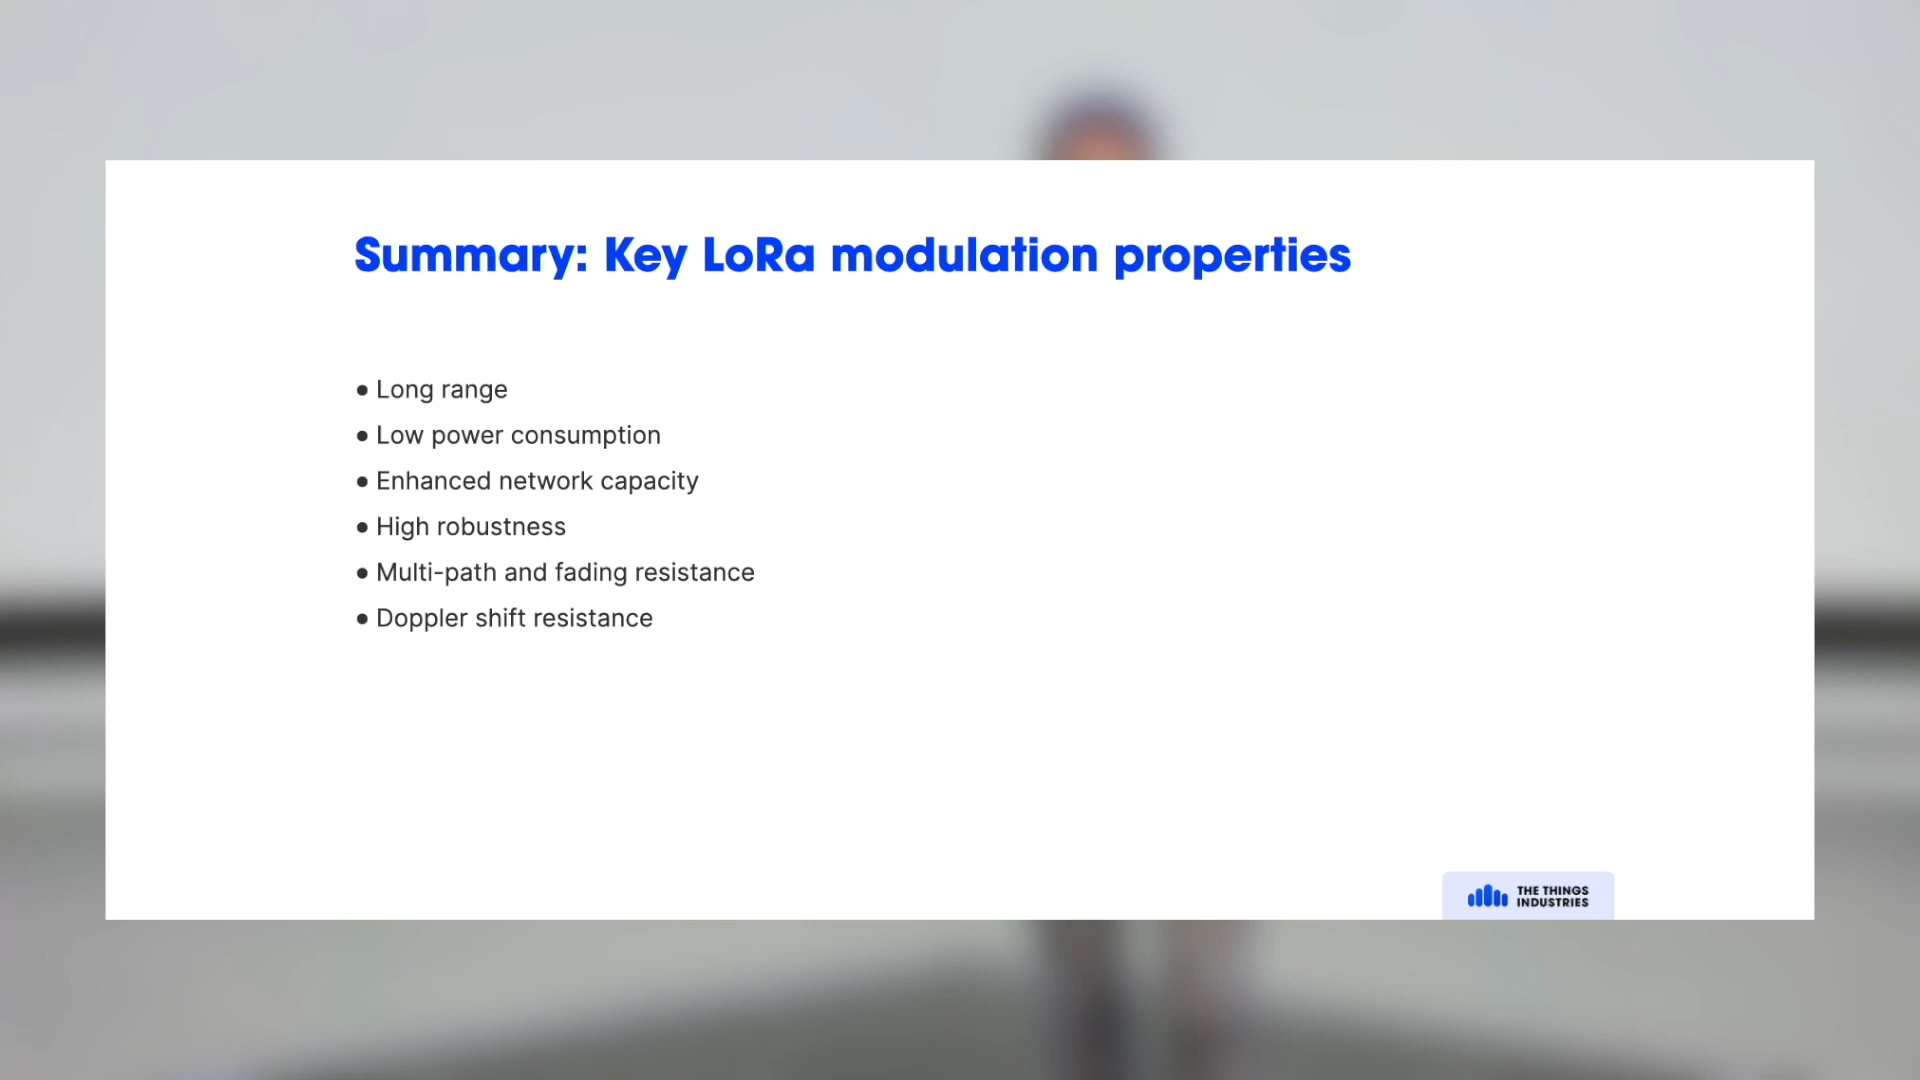 Summary: Key LoRa modulation properties
• Long range
• Low power consumption
• Enhanced network capacity
• High robustness
• Multi-path and fading resistance
• Doppler shift resistance
THE THINGS
INDUSTRIES